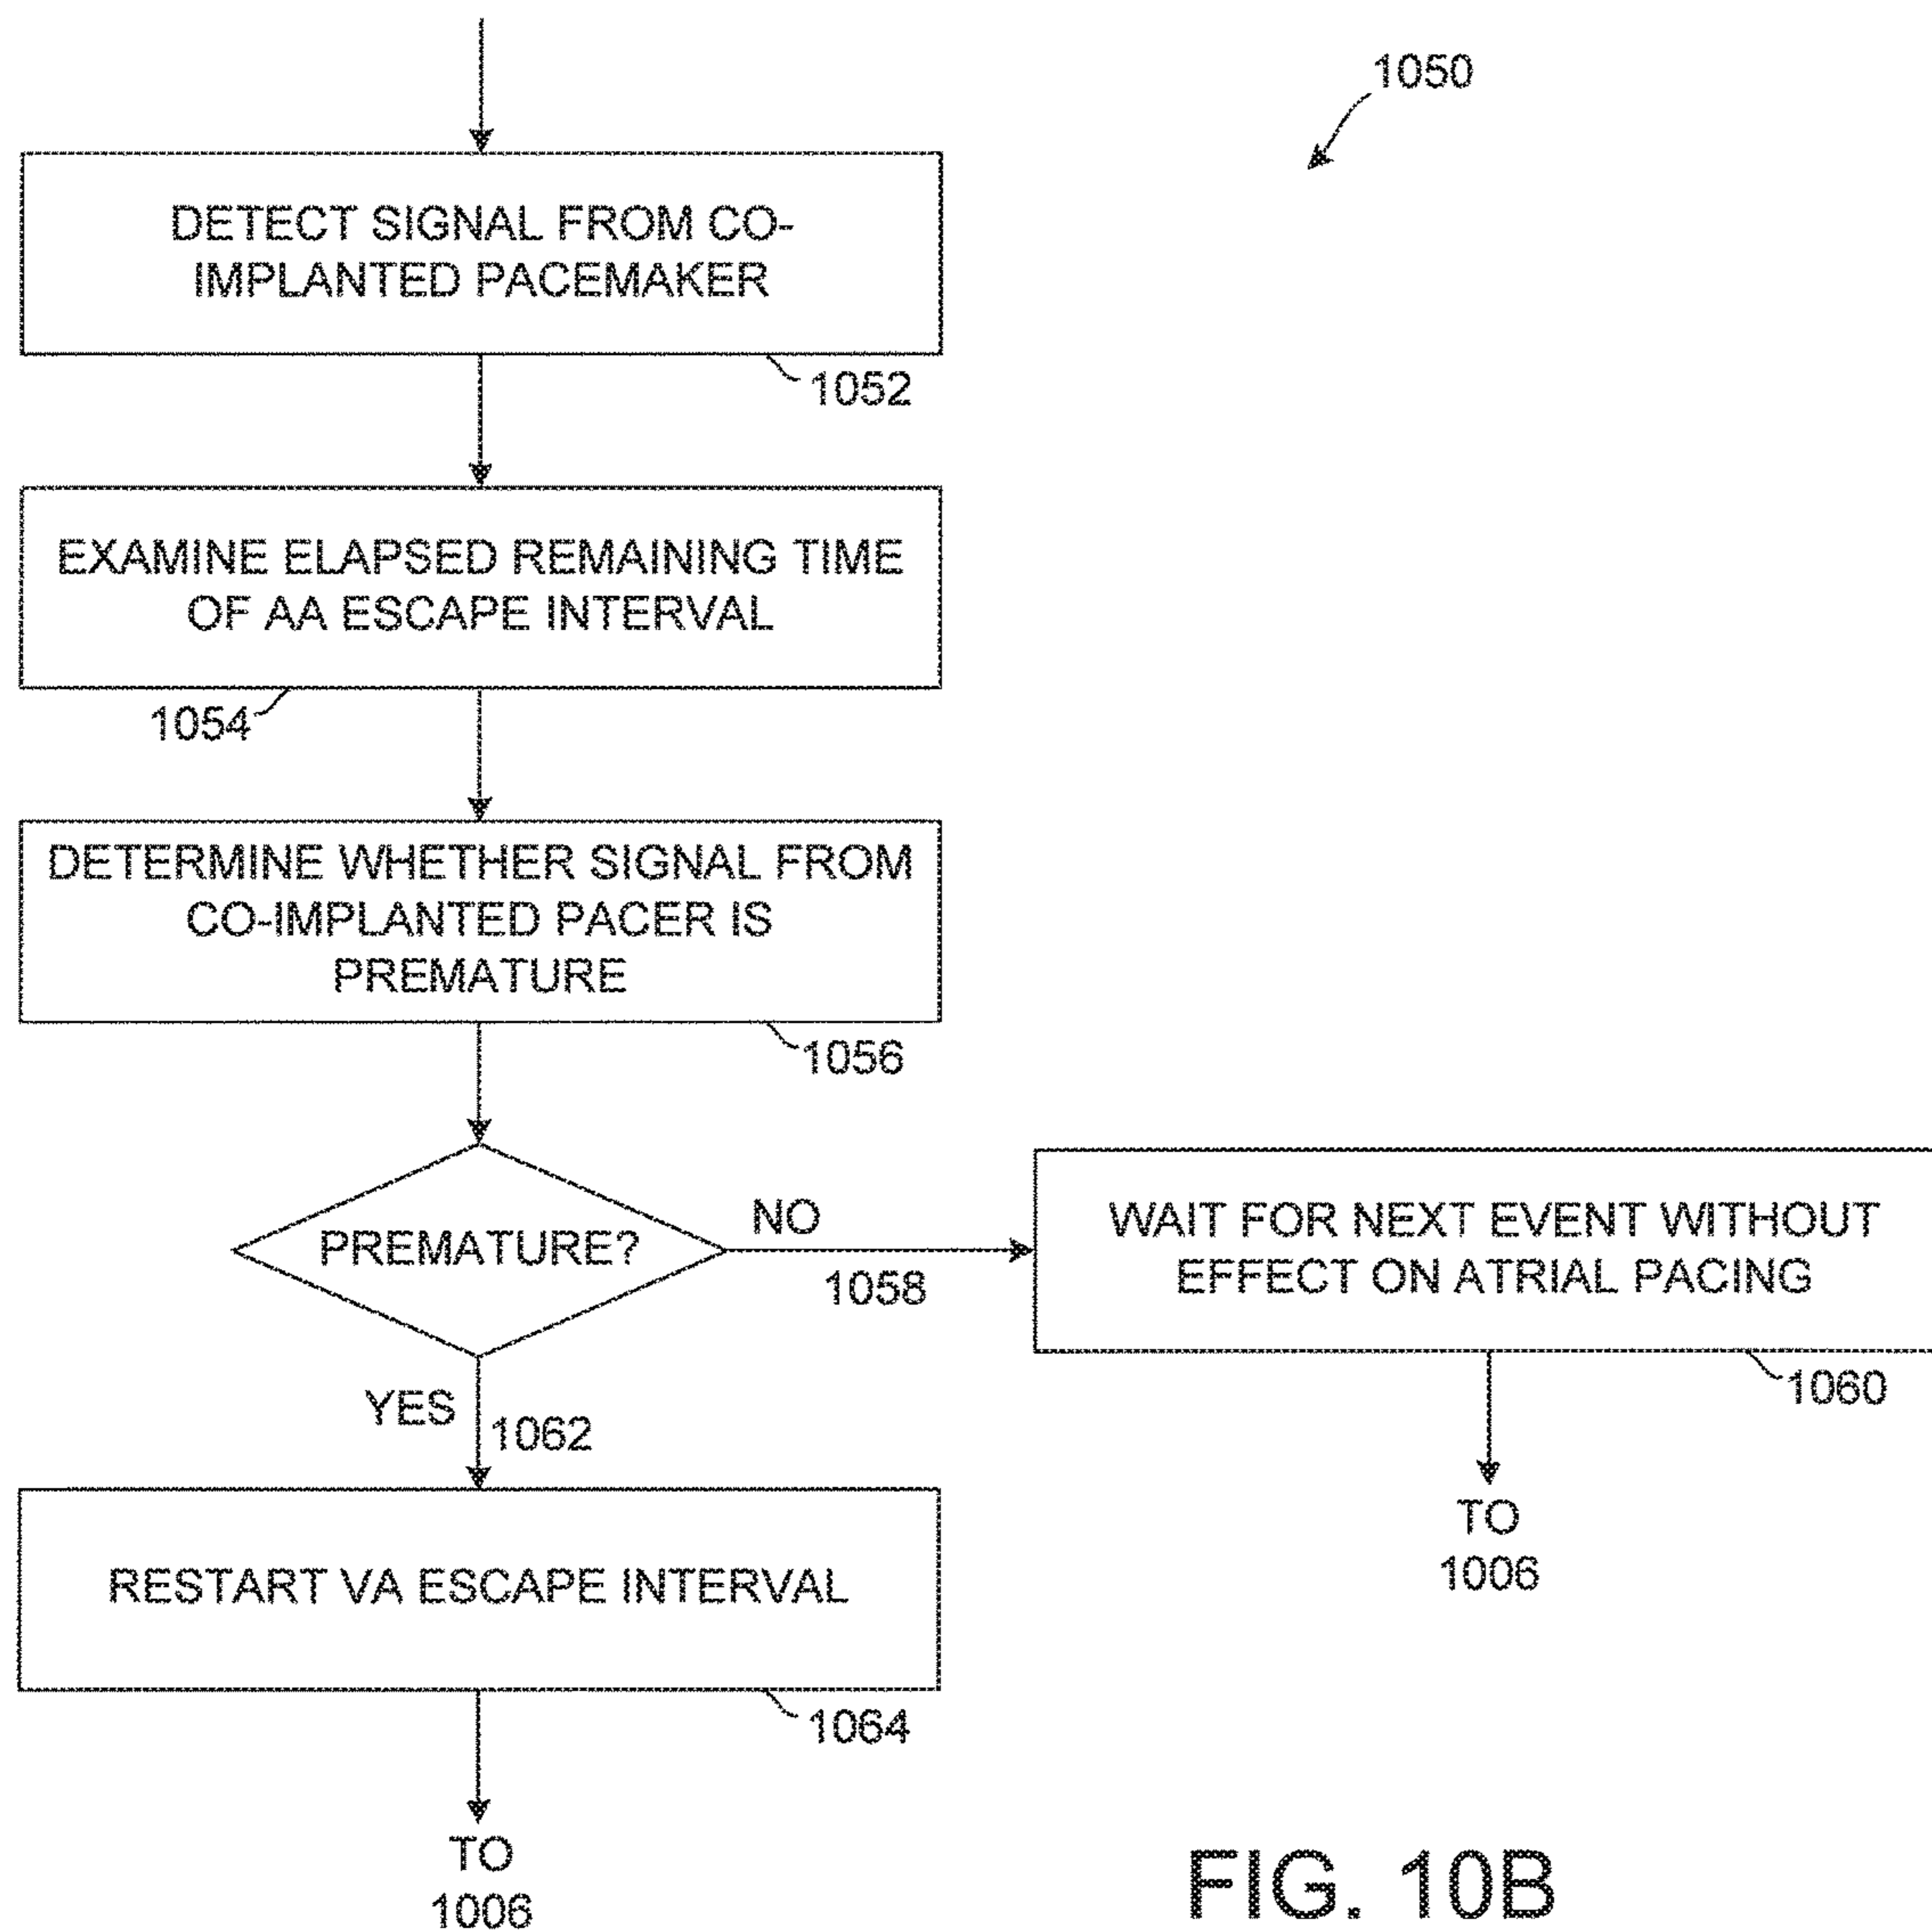 1050
DETECT SIGNAL FROM CO-
IMPLANTED PACEMAKER
1052
EXAMINE ELAPSED REMAINING TIME
OF AA ESCAPE INTERVAL
1054
DETERMINE WHETHER SIGNAL FROM
CO-IMPLANTED PACER IS
PREMATURE
1056
PREMATURE?
NO
1058
WAIT FOR NEXT EVENT WITHOUT
EFFECT ON ATRIAL PACING
1060
TO
1006
YES
1062
RESTART VA ESCAPE INTERVAL
1064
TO
1006
FIG. 10B